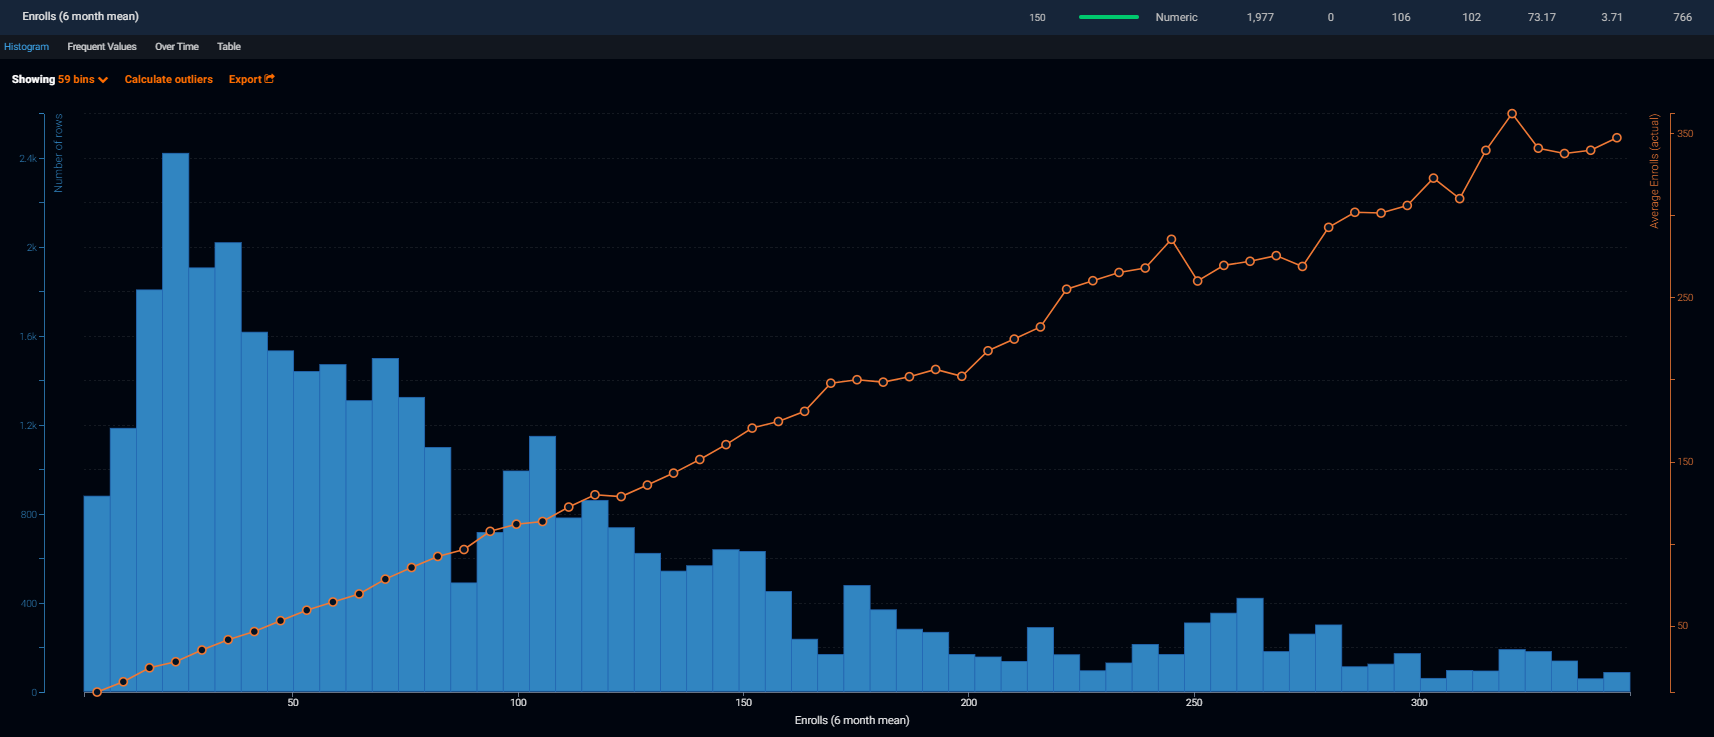 Enrolls (6 month mean) 150 Numeric 1,977 0 106 102 73.17 3.71 766
Histogram Frequent Values Over Time Table
Showing 59 bins Calculate outliers Export
Number of rows
2.4k
2k
1.6k
1.2k
800
400
0
Average Enrolls (actual)
350
250
150
50
50 100 150 200 250 300
Enrolls (6 month mean)